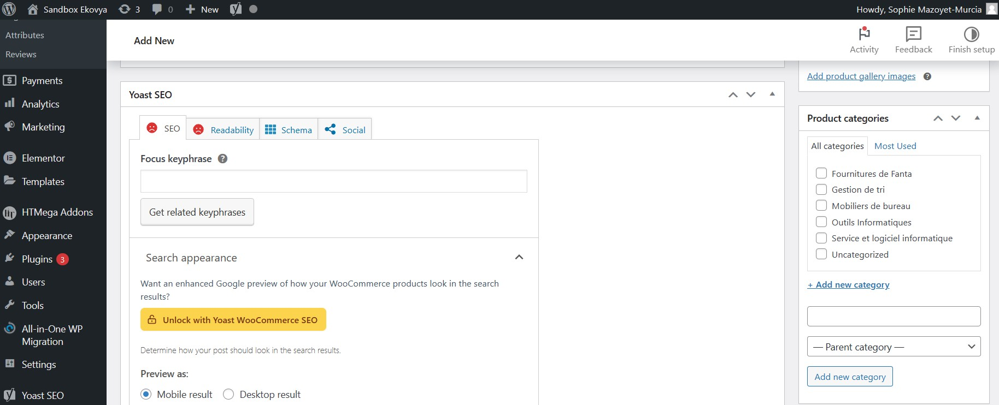 Sandbox Ekovya 3 0 New
Howdy, Sophie Mazoyet-Murcia
Attributes
Reviews
Payments
Analytics
Marketing
Elementor
Templates
HTMega Addons
Appearance
Plugins 3
Users
Tools
All-in-One WP
Migration
Settings
Yoast SEO
Add New
Activity
Feedback
Finish setup
Yoast SEO
SEO
Readability
Schema
Social
Focus keyphrase
Get related keyphrases
Search appearance
Want an enhanced Google preview of how your WooCommerce products look in the search
results?
Unlock with Yoast WooCommerce SEO
Determine how your post should look in the search results.
Preview as:
Mobile result
Desktop result
Add product gallery images
Product categories
All categories
Most Used
Fournitures de Fanta
Gestion de tri
Mobiliers de bureau
Outils Informatiques
Service et logiciel informatique
Uncategorized
+ Add new category
— Parent category —
Add new category